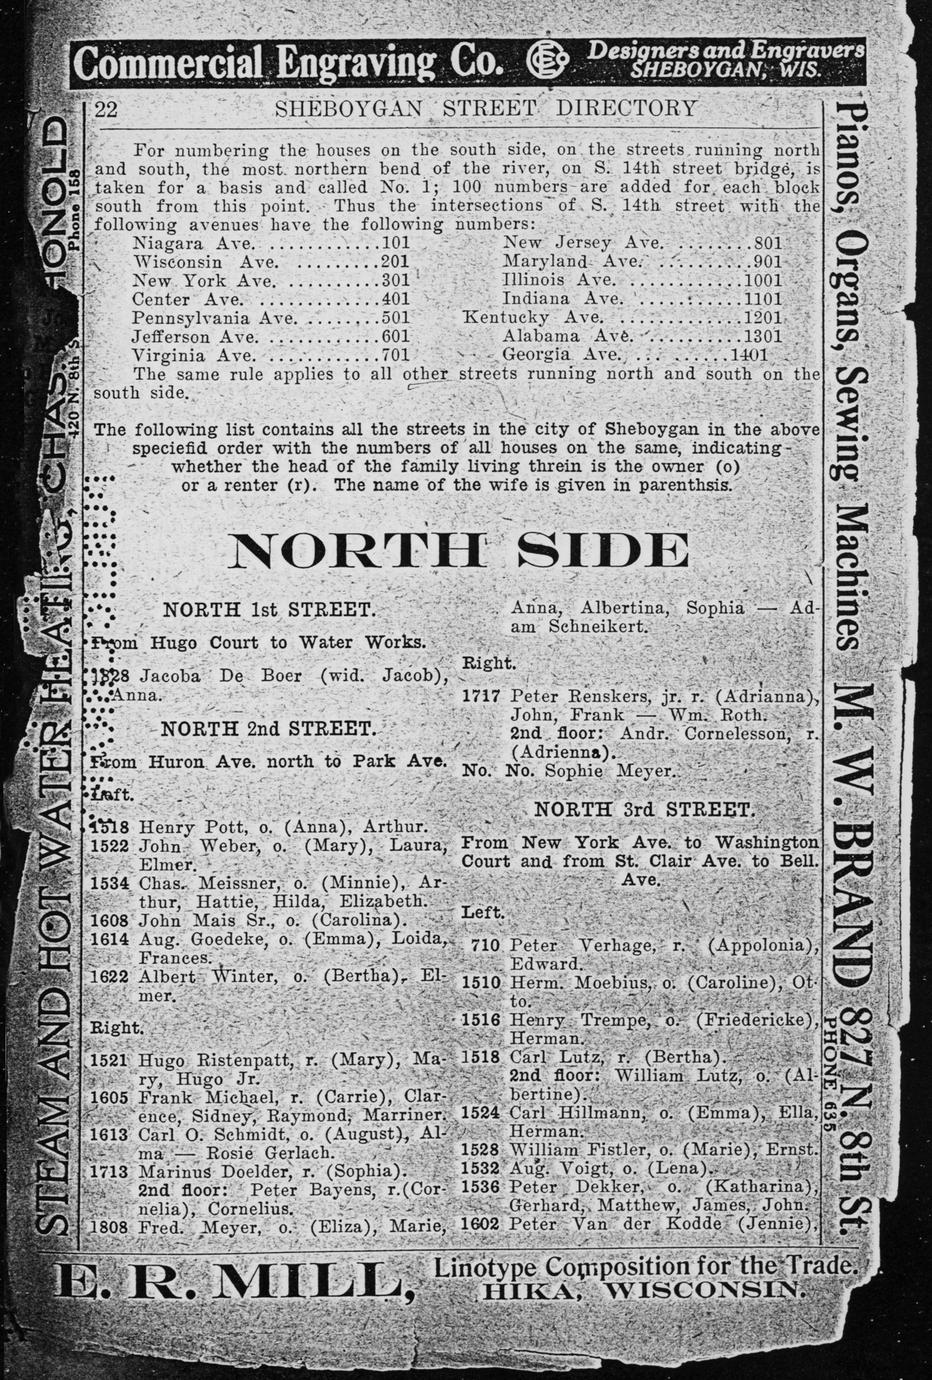 Commercial Engraving Co. CECo Designers and Engravers
SHEBOYGAN, WIS.
22 SHEBOYGAN STREET DIRECTORY
For numbering the houses on the south side, on the streets running north
and south, the most northern bend of the river, on S. 14th street bridge, is
taken for a basis and called No. 1; 100 numbers are added for each block
south from this point. Thus the intersections of S. 14th street with the
following avenues have the following numbers:
Niagara Ave. ............101
Wisconsin Ave. .........201
New York Ave. ..........301
Center Ave. ............401
Pennsylvania Ave. .......501
Jefferson Ave. ...........601
Virginia Ave. ...........701
New Jersey Ave. ........801
Maryland Ave. .........901
Illinois Ave. ...........1001
Indiana Ave. ..........1101
Kentucky Ave. ...........1201
Alabama Ave. ..........1301
Georgia Ave. ... ......1401
The same rule applies to all other streets running north and south on the
south side.
The following list contains all the streets in the city of Sheboygan in the above
speciefid order with the numbers of all houses on the same, indicating
whether the head of the family living threin is the owner (o)
or a renter (r). The name of the wife is given in parenthsis.
NORTH SIDE
NORTH 1st STREET.
From Hugo Court to Water Works.
1828 Jacoba De Boer (wid. Jacob),
Anna.
NORTH 2nd STREET.
From Huron Ave. north to Park Ave.
Left.
1518 Henry Pott, o. (Anna), Arthur.
1522 John Weber, o. (Mary), Laura,
Elmer.
1534 Chas. Meissner, o. (Minnie), Ar-
thur, Hattie, Hilda, Elizabeth.
1608 John Mais Sr., o. (Carolina).
1614 Aug. Goedeke, o. (Emma), Loida,
Frances.
1622 Albert Winter, o. (Bertha), El-
mer.
Right.
1521 Hugo Ristenpatt, r. (Mary), Ma-
ry, Hugo Jr.
1605 Frank Michael, r. (Carrie), Clar-
ence, Sidney, Raymond, Marriner.
1613 Carl O. Schmidt, o. (August), Al-
ma — Rosie Gerlach.
1713 Marinus Doelder, r. (Sophia).
2nd floor: Peter Bayens, r.(Cor-
nelia), Cornelius.
1808 Fred. Meyer, o. (Eliza), Marie,
Anna, Albertina, Sophia — Ad-
am Schneikert.
Right.
1717 Peter Renskers, jr. r. (Adrianna),
John, Frank — Wm. Roth.
2nd floor: Andr. Cornelesson, r.
(Adrienna).
No. No. Sophie Meyer.
NORTH 3rd STREET.
From New York Ave. to Washington
Court and from St. Clair Ave. to Bell.
Ave.
Left.
710 Peter Verhage, r. (Appolonia),
Edward.
1510 Herm. Moebius, o. (Caroline), Ot-
to.
1516 Henry Trempe, o. (Friedericke),
Herman.
1518 Carl Lutz, r. (Bertha).
2nd floor: William Lutz, o. (Al-
bertine).
1524 Carl Hillmann, o. (Emma), Ella,
Herman.
1528 William Fistler, o. (Marie), Ernst.
1532 Aug. Voigt, o. (Lena).
1536 Peter Dekker, o. (Katharina),
Gerhard, Matthew, James, John.
1602 Peter Van der Kodde (Jennie),
STEAM AND HOT WATER HEATING, CHAS. HONOLD
420 N. 8th S Phone 158
Pianos, Organs, Sewing Machines M. W. BRAND 827 N. 8th St.
PHONE 635
E. R. MILL, Linotype Composition for the Trade.
HIKA, WISCONSIN.